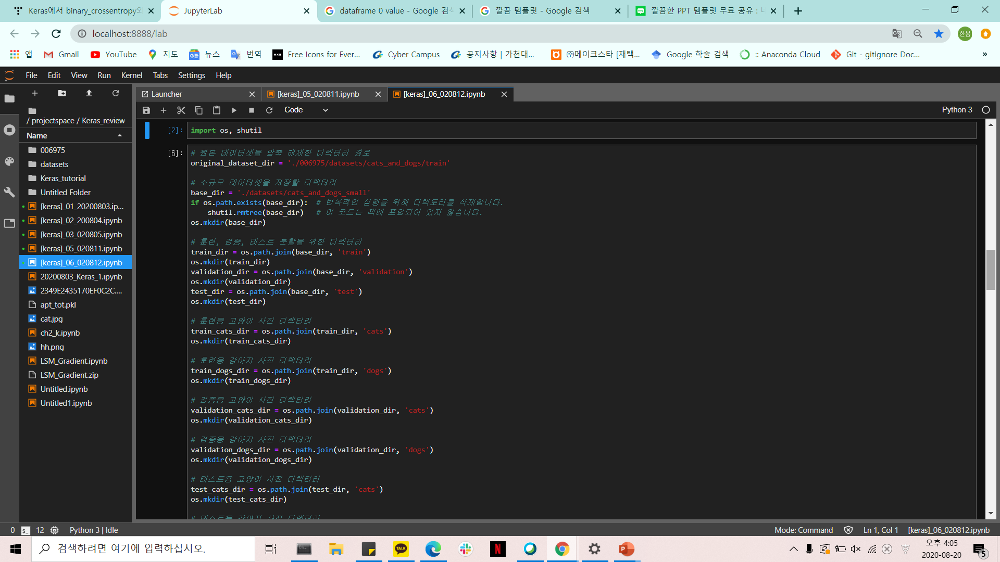 Keras에서 binary_crossentropy와
JupyterLab
dataframe 0 value - Google 검색
깔끔 템플릿 - Google 검색
깔끔한 PPT 템플릿 무료 공유 :
localhost:8888/lab
한봄
앱
Gmail
YouTube
지도
뉴스
번역
Free Icons for Ever...
Cyber Campus
공지사항 | 가천대...
㈜메이크스타 [재택...
Google 학술 검색
:: Anaconda Cloud
Git - gitignore Doc...
»
File Edit View Run Kernel Tabs Settings Help
/ projectspace / Keras_review
Name
006975
datasets
Keras_tutorial
Untitled Folder
[keras]_01_20200803.ip...
[keras]_02_200804.ipynb
[keras]_03_020805.ipynb
[keras]_05_020811.ipynb
[keras]_06_020812.ipynb
20200803_Keras_1.ipynb
2349E2435170EF0C2C....
apt_tot.pkl
cat.jpg
ch2_k.ipynb
hh.png
LSM_Gradient.ipynb
LSM_Gradient.zip
Untitled.ipynb
Untitled1.ipynb
Launcher
[keras]_05_020811.ipynb
[keras]_06_020812.ipynb
Code
Python 3
[2]: import os, shutil
[6]: # 원본 데이터셋을 압축 해제한 디렉터리 경로
original_dataset_dir = './006975/datasets/cats_and_dogs/train'
# 소규모 데이터셋을 저장할 디렉터리
base_dir = './datasets/cats_and_dogs_small'
if os.path.exists(base_dir):  # 반복적인 실행을 위해 디렉토리를 삭제합니다.
    shutil.rmtree(base_dir)   # 이 코드는 책에 포함되어 있지 않습니다.
os.mkdir(base_dir)
# 훈련, 검증, 테스트 분할을 위한 디렉터리
train_dir = os.path.join(base_dir, 'train')
os.mkdir(train_dir)
validation_dir = os.path.join(base_dir, 'validation')
os.mkdir(validation_dir)
test_dir = os.path.join(base_dir, 'test')
os.mkdir(test_dir)
# 훈련용 고양이 사진 디렉터리
train_cats_dir = os.path.join(train_dir, 'cats')
os.mkdir(train_cats_dir)
# 훈련용 강아지 사진 디렉터리
train_dogs_dir = os.path.join(train_dir, 'dogs')
os.mkdir(train_dogs_dir)
# 검증용 고양이 사진 디렉터리
validation_cats_dir = os.path.join(validation_dir, 'cats')
os.mkdir(validation_cats_dir)
# 검증용 강아지 사진 디렉터리
validation_dogs_dir = os.path.join(validation_dir, 'dogs')
os.mkdir(validation_dogs_dir)
# 테스트용 고양이 사진 디렉터리
test_cats_dir = os.path.join(test_dir, 'cats')
os.mkdir(test_cats_dir)
# 테스트용 강아지 사진 디렉터리
0 12 Python 3 | Idle
Mode: Command
Ln 1, Col 1
[keras]_06_020812.ipynb
검색하려면 여기에 입력하십시오.
TALK
오후 4:05
2020-08-20
5